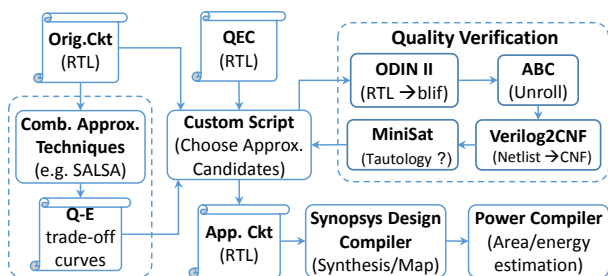 Orig.Ckt
(RTL)
QEC
(RTL)
Quality Verification
ODIN II
(RTL →blif)
ABC
(Unroll)
Comb. Approx.
Techniques
(e.g. SALSA)
Custom Script
(Choose Approx.
Candidates)
MiniSat
(Tautology ?)
Verilog2CNF
(Netlist →CNF)
Q-E
trade-off
curves
App. Ckt
(RTL)
Synopsys Design
Compiler
(Synthesis/Map)
Power Compiler
(Area/energy
estimation)